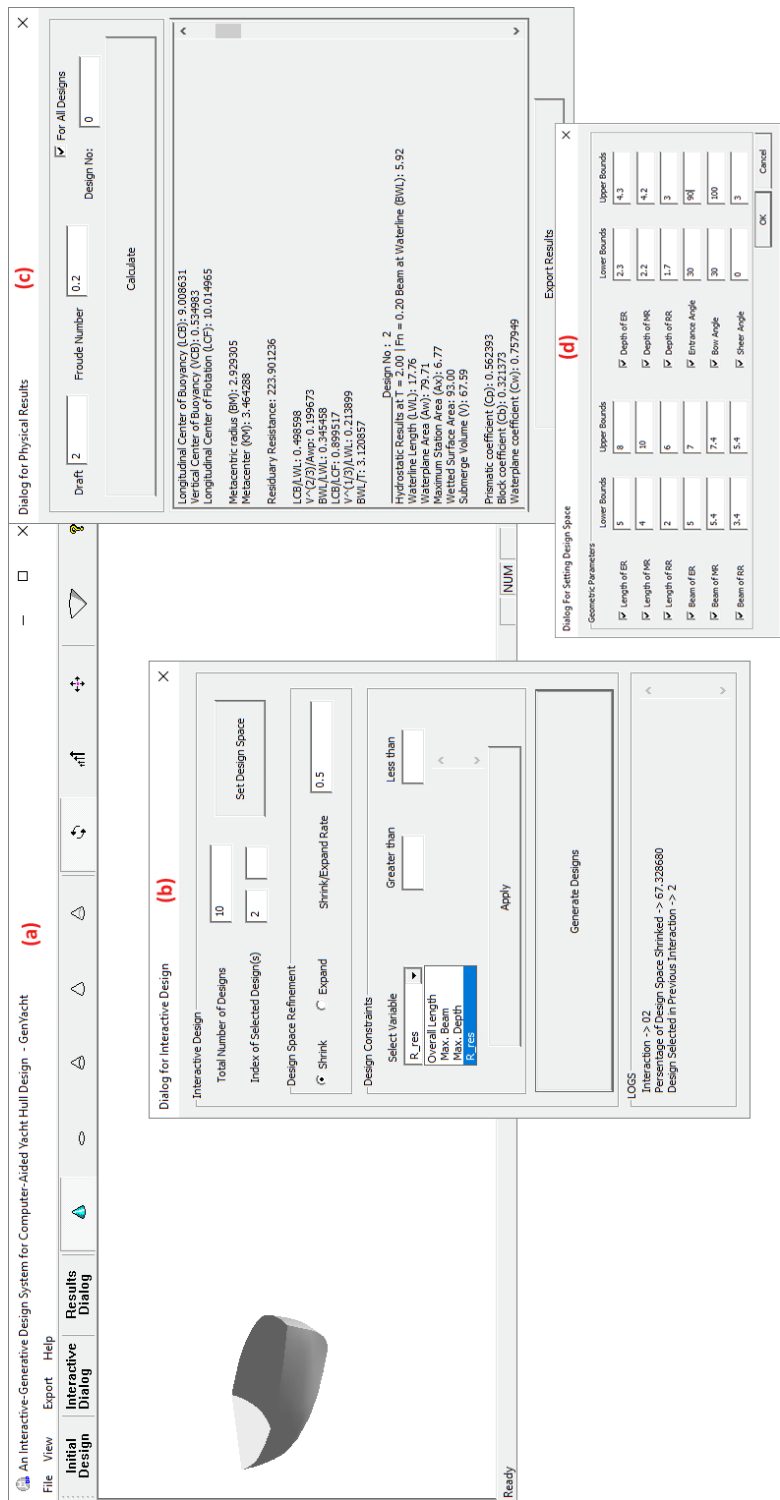 (a)
An Interactive-Generative Design System for Computer-Aided Yacht Hull Design - GenYacht
File View Export Help
Initial Design
Interactive Dialog
Results Dialog
Ready
NUM
(b)
Dialog for Interactive Design
Interactive Design
Total Number of Designs 10
Set Design Space
Index of Selected Design(s) 2
Design Space Refinement
Shrink Expand Shrink/Expand Rate 0.5
Design Constraints
Select Variable Greater than Less than
R_res
Overall Length
Max. Beam
Max. Depth
R_res
Apply
Generate Designs
LOGS
Interaction -> 02
Persentage of Design Space Shrinked -> 67.328680
Design Selected in Previous Interaction -> 2
(c)
Dialog for Physical Results
For All Designs
Draft 2 Froude Number 0.2
Design No: 0
Calculate
Longitudinal Center of Buoyancy (LCB): 9.008631
Vertical Center of Buoyancy (VCB): 0.534983
Longitudinal Center of Flotation (LCF): 10.014965
Metacentric radius (BM): 2.929305
Metacenter (KM): 3.464288
Residuary Resistance: 223.901236
LCB/LWL: 0.498598
V^(2/3)/Awp: 0.199673
BWL/LWL: 0.345458
LCB/LCF: 0.899517
V^(1/3)/LWL: 0.213899
BWL/T: 3.120857
Design No : 2
Hydrostatic Results at T = 2.00 | Fn = 0.20 Beam at Waterline (BWL): 5.92
Waterline Length (LWL): 17.76
Waterplane Area (Aw): 79.71
Maximum Station Area (Ax): 6.77
Wetted Surface Area: 93.00
Submerge Volume (V): 67.59
Prismatic coefficient (Cp): 0.562393
Block coefficient (Cb): 0.321373
Waterplane coefficient (Cw): 0.757949
Export Results
(d)
Dialog For Setting Design Space
Geometric Parameters
Lower Bounds Upper Bounds Lower Bounds Upper Bounds
Length of ER 5 8 Depth of ER 2.3 4.3
Length of MR 4 10 Depth of MR 2.2 4.2
Length of RR 2 6 Depth of RR 1.7 3
Beam of ER 5 7 Entrance Angle 30 90
Beam of MR 5.4 7.4 Bow Angle 30 100
Beam of RR 3.4 5.4 Sheer Angle 0 3
OK Cancel